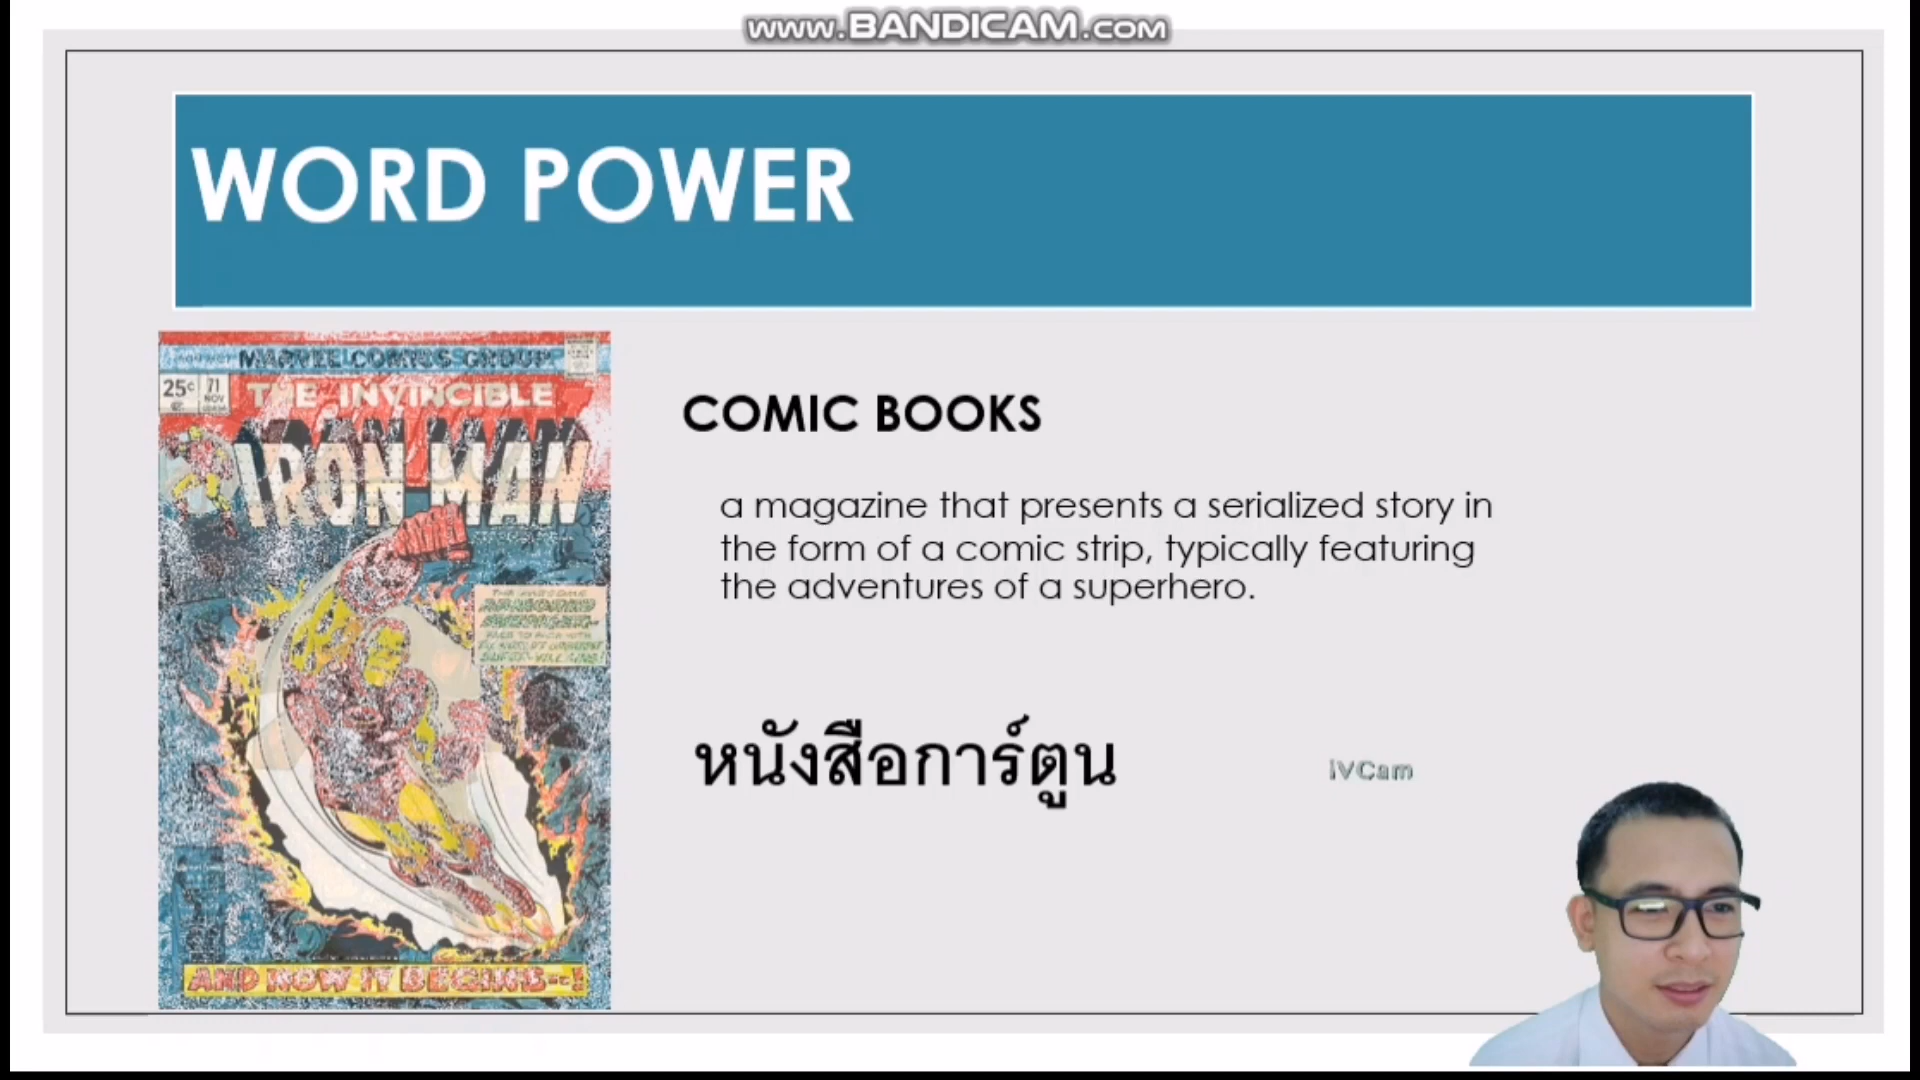 www.BANDICAM.com
WORD POWER
MARVEL COMICS GROUP
25¢ 71
NOV
THE INVINCIBLE
IRON MAN
AND NOW IT BEGINS--!
COMIC BOOKS
a magazine that presents a serialized story in
the form of a comic strip, typically featuring
the adventures of a superhero.
หนังสือการ์ตูน
iVCam